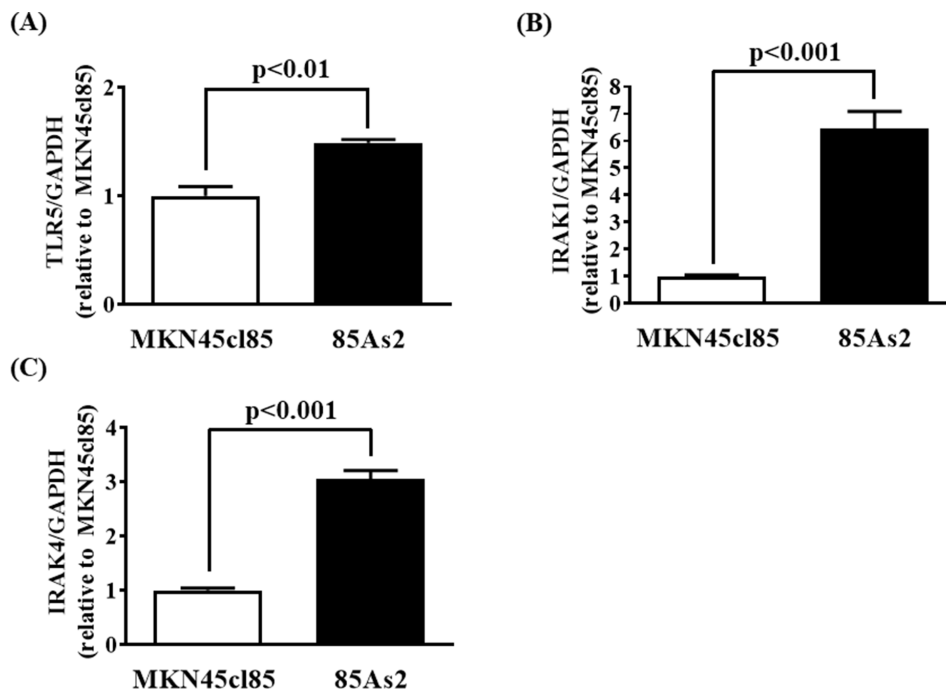 (A)
p<0.01
TLR5/GAPDH
(relative to MKN45cl85)
2
1
0
MKN45cl85
85As2
(B)
p<0.001
IRAK1/GAPDH
(relative to MKN45cl85)
8
7
6
5
4
3
2
1
0
MKN45cl85
85As2
(C)
p<0.001
IRAK4/GAPDH
(relative to MKN45cl85)
4
3
2
1
0
MKN45cl85
85As2